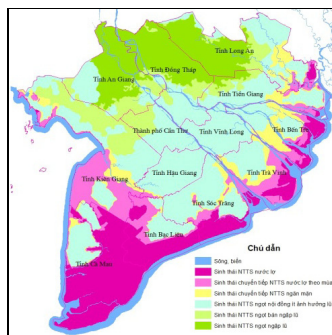 Tỉnh Long An
Tỉnh Đồng Tháp
Tỉnh An Giang
Tỉnh Tiền Giang
Thành phố Cần Thơ
Tỉnh Vĩnh Long
Tỉnh Bến Tre
Tỉnh Kiên Giang
Tỉnh Hậu Giang
Tỉnh Trà Vinh
Tỉnh Sóc Trăng
Tỉnh Bạc Liêu
Tỉnh Cà Mau
Chú dẫn
Sông, biển
Sinh thái NTTS nước lợ
Sinh thái chuyển tiếp NTTS nước lợ theo mùa
Sinh thái chuyển tiếp NTTS ngăn mặn
Sinh thái NTTS ngọt nội đồng ít ảnh hưởng lũ
Sinh thái NTTS ngọt bán ngập lũ
Sinh thái NTTS ngọt ngập lũ